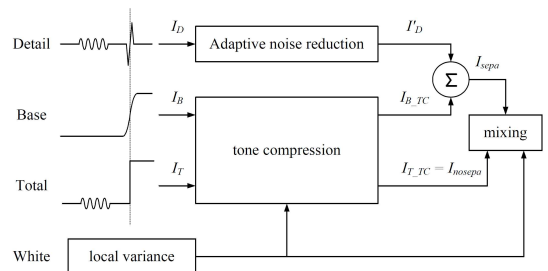 Detail I_D Adaptive noise reduction I'_D
I_sepa
Σ
Base I_B I_B_TC
tone compression mixing
Total I_T I_T_TC = I_nosepa
White local variance